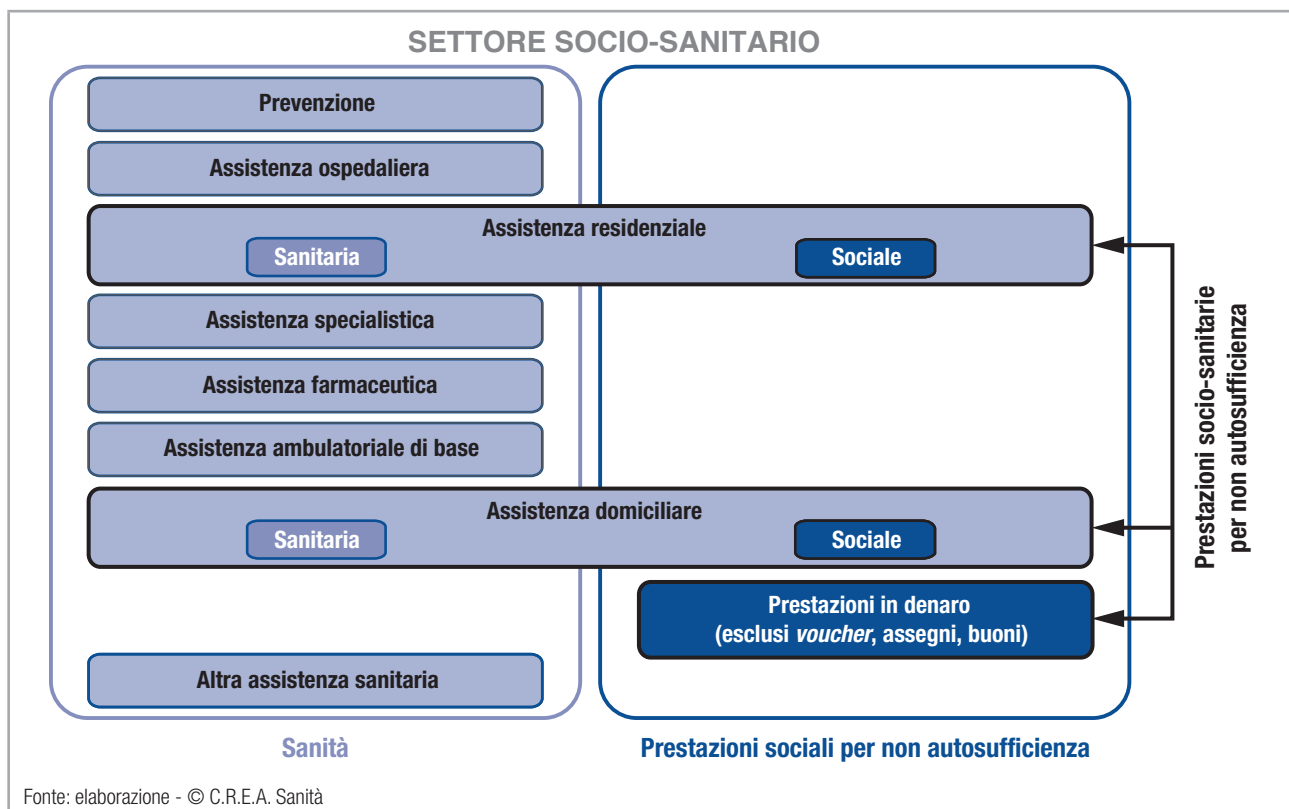 SETTORE SOCIO-SANITARIO
Prevenzione
Assistenza ospedaliera
Assistenza residenziale
Sanitaria
Sociale
Assistenza specialistica
Assistenza farmaceutica
Assistenza ambulatoriale di base
Assistenza domiciliare
Sanitaria
Sociale
Prestazioni in denaro
(esclusi voucher, assegni, buoni)
Altra assistenza sanitaria
Sanità
Prestazioni sociali per non autosufficienza
Prestazioni socio-sanitarie
per non autosufficienza
Fonte: elaborazione - © C.R.E.A. Sanità